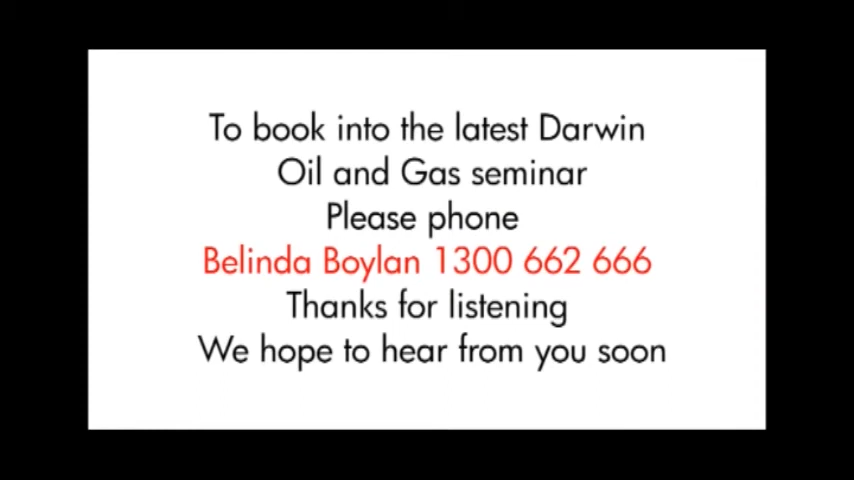 To book into the latest Darwin
Oil and Gas seminar
Please phone
Belinda Boylan 1300 662 666
Thanks for listening
We hope to hear from you soon